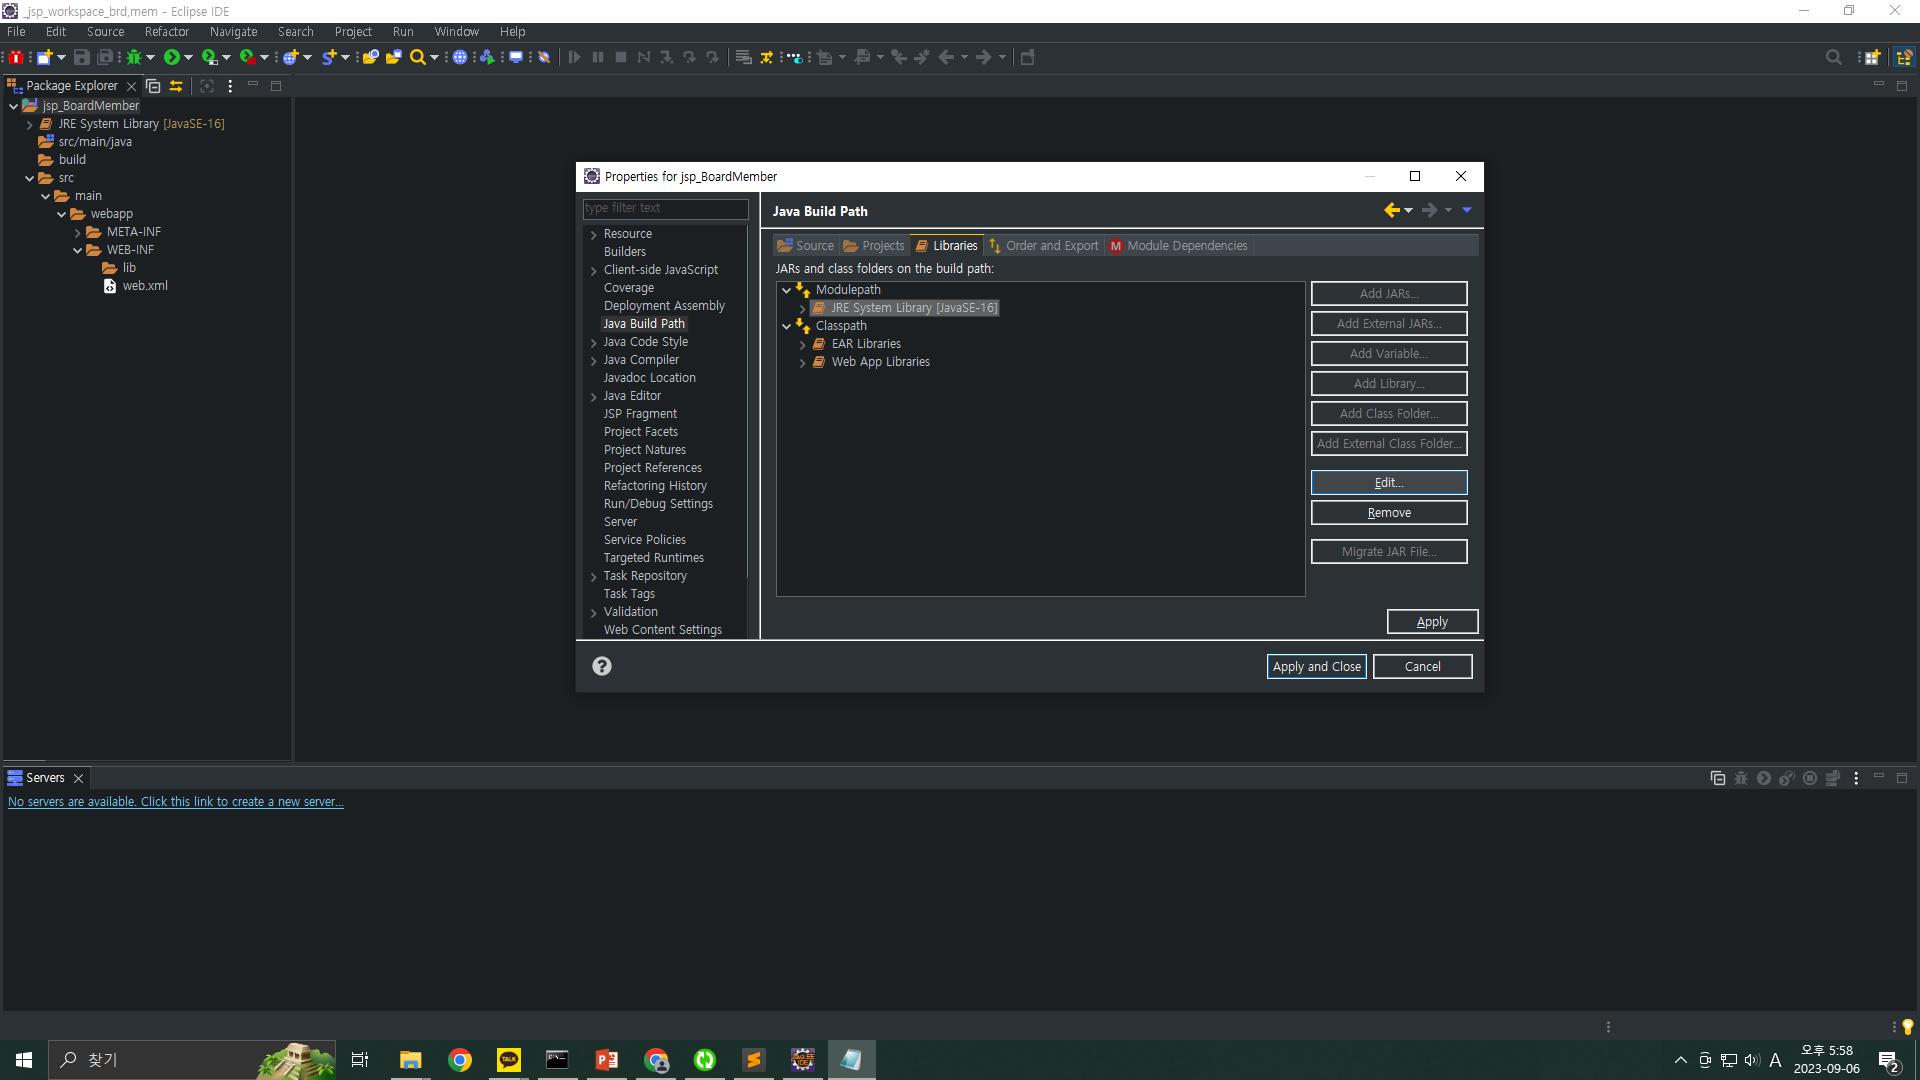 _jsp_workspace_brd,mem - Eclipse IDE
File Edit Source Refactor Navigate Search Project Run Window Help
Package Explorer
jsp_BoardMember
JRE System Library [JavaSE-16]
src/main/java
build
src
main
webapp
META-INF
WEB-INF
lib
web.xml
Properties for jsp_BoardMember
type filter text
Resource
Builders
Client-side JavaScript
Coverage
Deployment Assembly
Java Build Path
Java Code Style
Java Compiler
Javadoc Location
Java Editor
JSP Fragment
Project Facets
Project Natures
Project References
Refactoring History
Run/Debug Settings
Server
Service Policies
Targeted Runtimes
Task Repository
Task Tags
Validation
Web Content Settings
Java Build Path
Source Projects Libraries Order and Export M Module Dependencies
JARs and class folders on the build path:
Modulepath
JRE System Library [JavaSE-16]
Classpath
EAR Libraries
Web App Libraries
Add JARs...
Add External JARs...
Add Variable...
Add Library...
Add Class Folder...
Add External Class Folder...
Edit...
Remove
Migrate JAR File...
Apply
? Apply and Close Cancel
Servers
No servers are available. Click this link to create a new server...
찾기
TALK
A
오후 5:58
2023-09-06
2